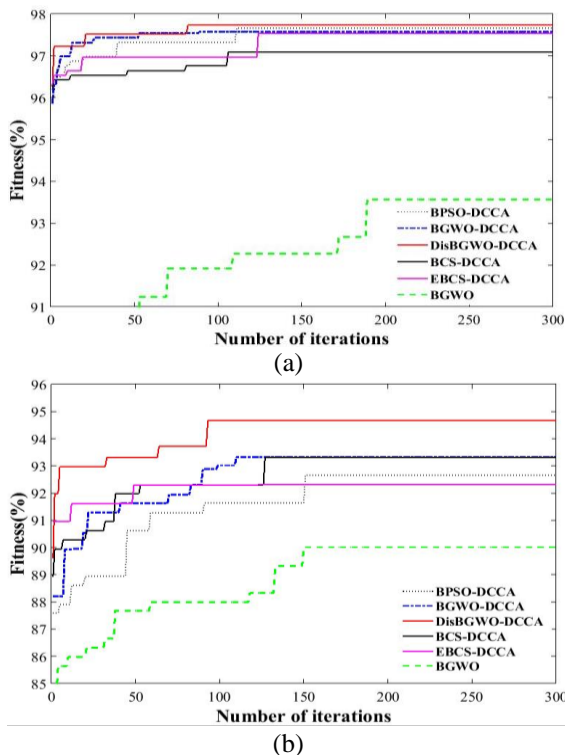 98
97
96
95
94
93
92
91
Fitness(%)
BPSO-DCCA
BGWO-DCCA
DisBGWO-DCCA
BCS-DCCA
EBCS-DCCA
BGWO
0 50 100 150 200 250 300
Number of iterations
(a)
96
95
94
93
92
91
90
89
88
87
86
85
Fitness(%)
BPSO-DCCA
BGWO-DCCA
DisBGWO-DCCA
BCS-DCCA
EBCS-DCCA
BGWO
0 50 100 150 200 250 300
Number of iterations
(b)